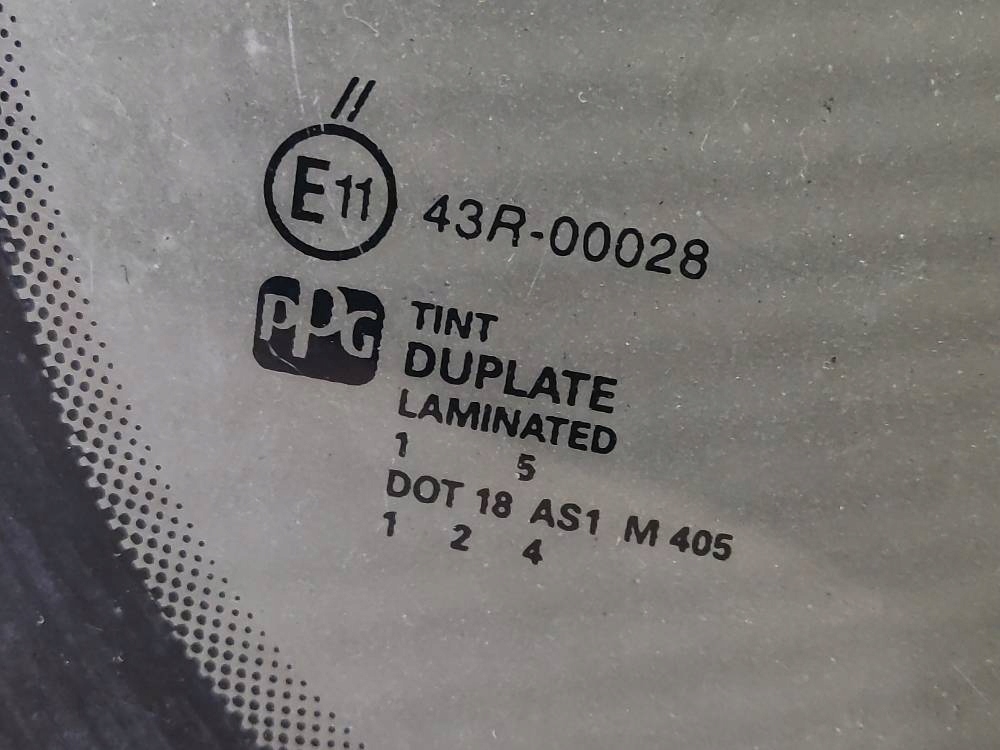 //
E11 43R-00028
PPG TINT
DUPLATE
LAMINATED
1 5
DOT 18 AS1 M 405
1 2 4